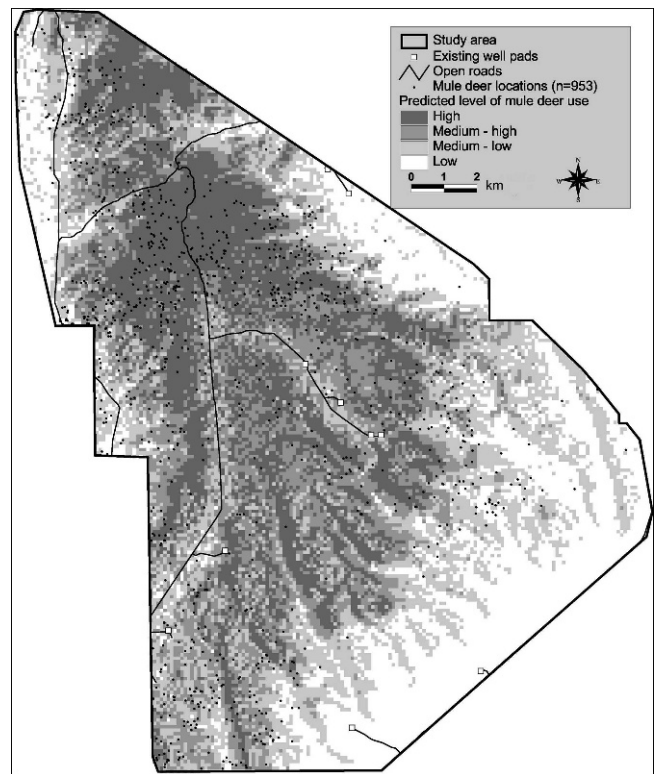 Study area
Existing well pads
Open roads
Mule deer locations (n=953)
Predicted level of mule deer use
High
Medium - high
Medium - low
Low
0 1 2 km
N
W E
S